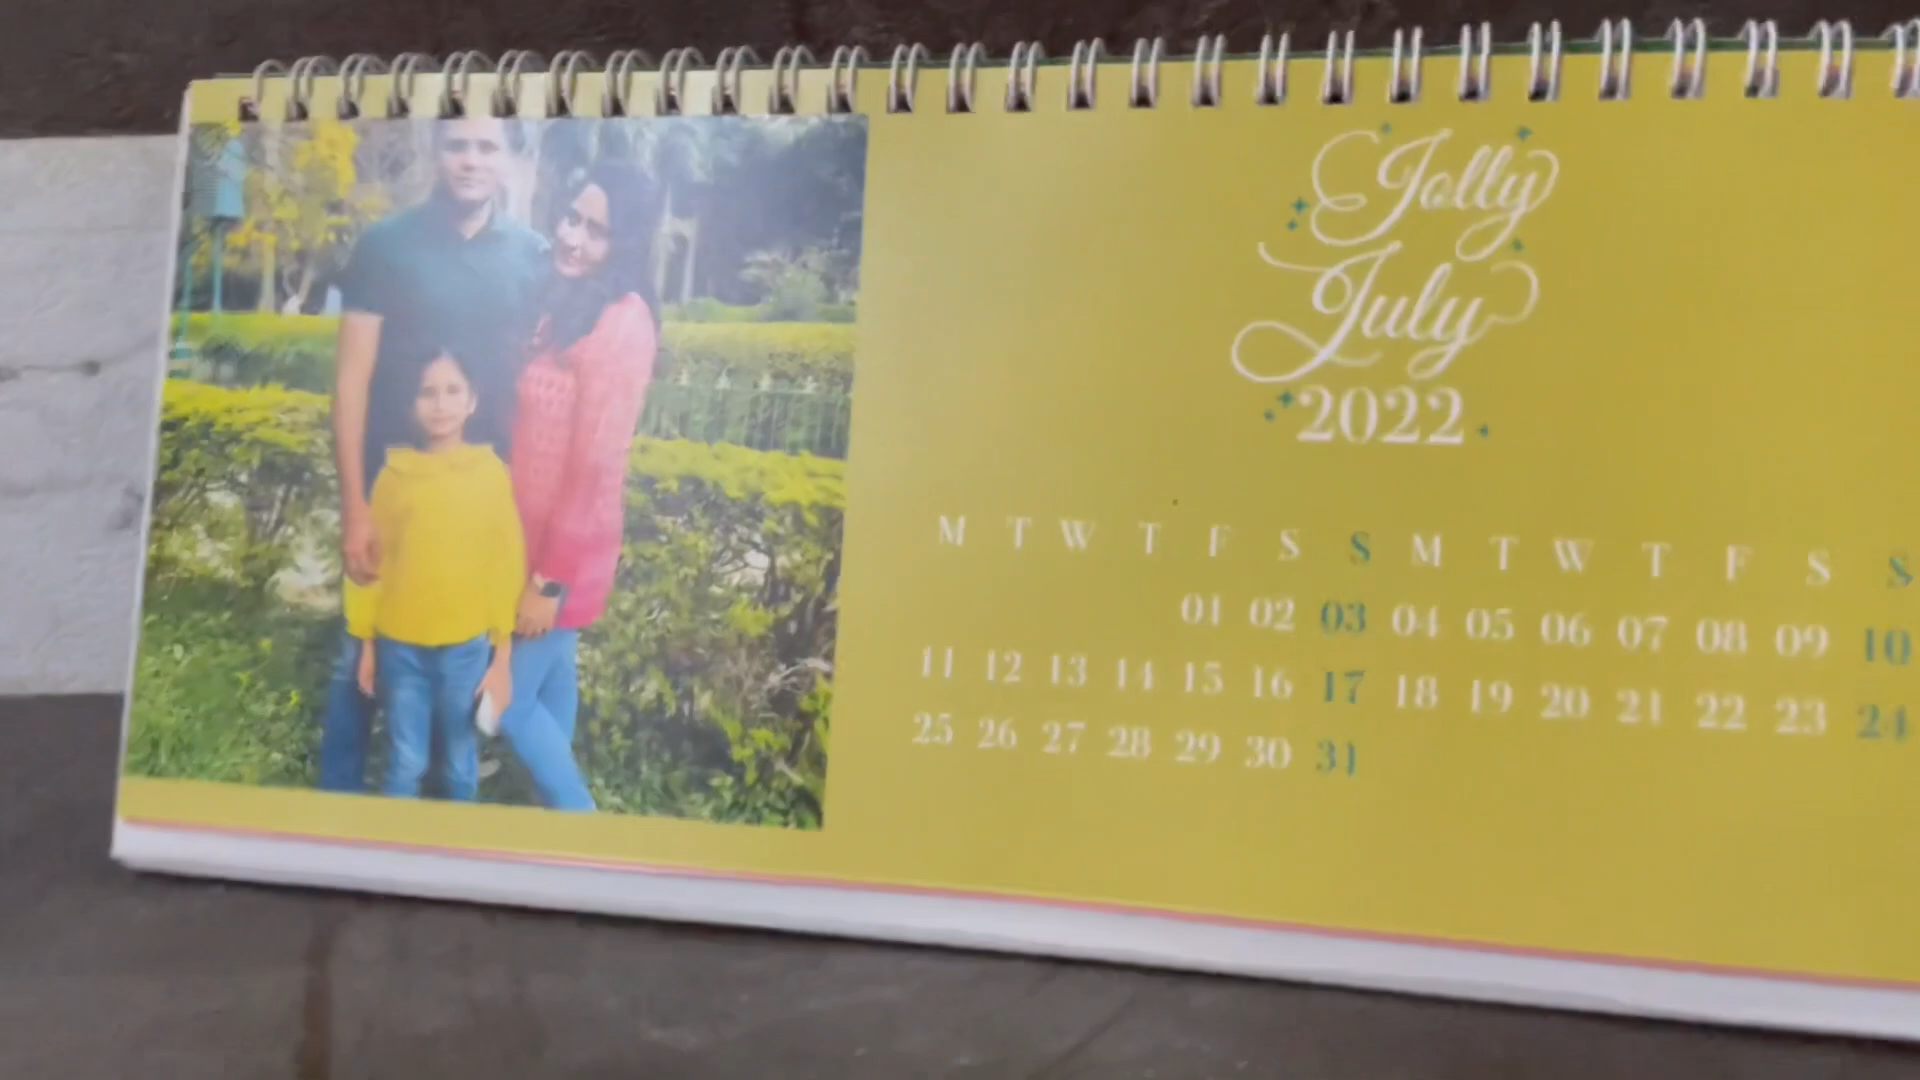 Jolly
July
2022
M T W T F S S M T W T F S S
01 02 03 04 05 06 07 08 09 10
11 12 13 14 15 16 17 18 19 20 21 22 23 24
25 26 27 28 29 30 31